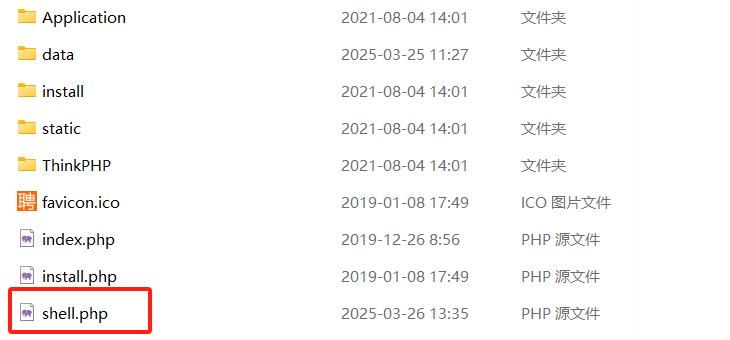 Application 2021-08-04 14:01 文件夹
data 2025-03-25 11:27 文件夹
install 2021-08-04 14:01 文件夹
static 2021-08-04 14:01 文件夹
ThinkPHP 2021-08-04 14:01 文件夹
聘 favicon.ico 2019-01-08 17:49 ICO 图片文件
index.php 2019-12-26 8:56 PHP 源文件
install.php 2019-01-08 17:49 PHP 源文件
shell.php 2025-03-26 13:35 PHP 源文件